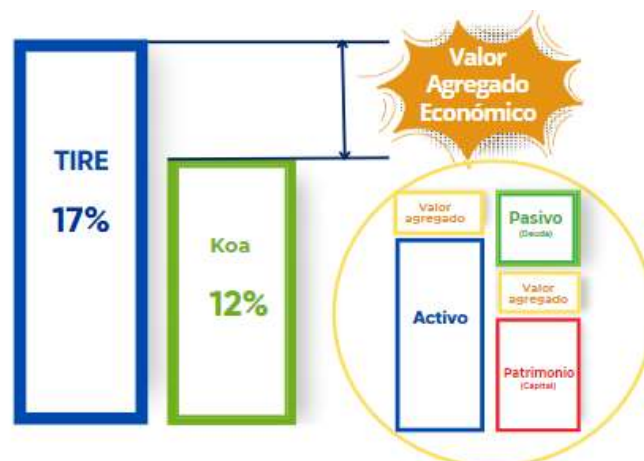 Valor
Agregado
Económico
TIRE
17%
Koa
12%
Valor
agregado
Activo
Pasivo
(Deuda)
Valor
agregado
Patrimonio
(Capital)